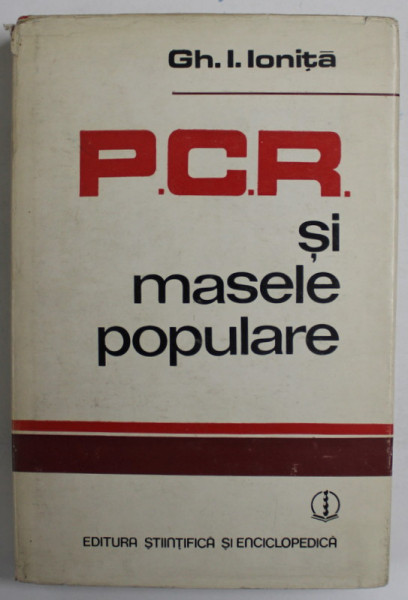 Gh. I. Ioniță
P.C.R.
și
masele
populare
EDITURA ȘTIINȚIFICĂ ȘI ENCICLOPEDICĂ